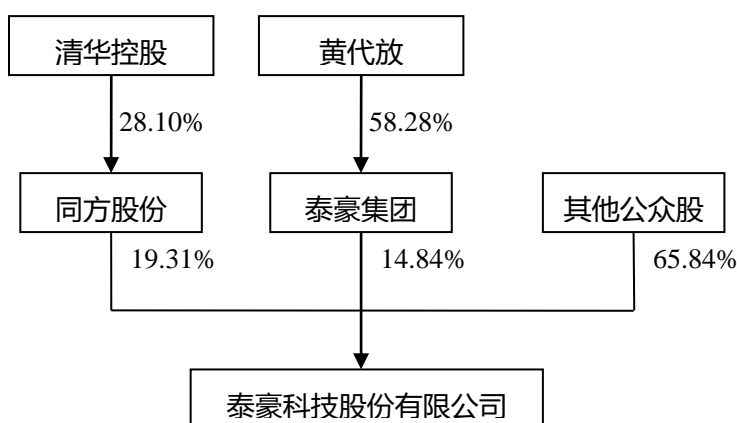 清华控股
黄代放
28.10%
58.28%
同方股份
泰豪集团
其他公众股
19.31%
14.84%
65.84%
泰豪科技股份有限公司